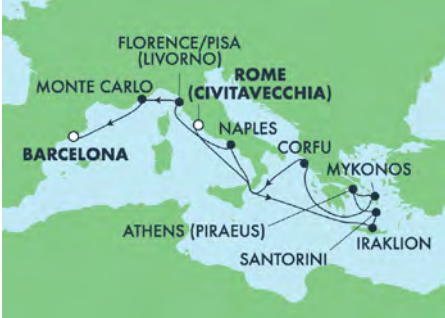 FLORENCE/PISA
(LIVORNO)
ROME
(CIVITAVECCHIA)
MONTE CARLO
NAPLES
BARCELONA
CORFU
MYKONOS
ATHENS (PIRAEUS)
SANTORINI
IRAKLION